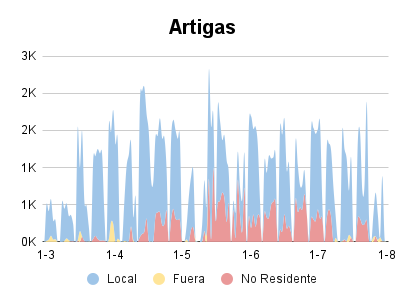 Artigas
3K
2K
2K
1K
1K
0K
1-3 1-4 1-5 1-6 1-7 1-8
Local Fuera No Residente